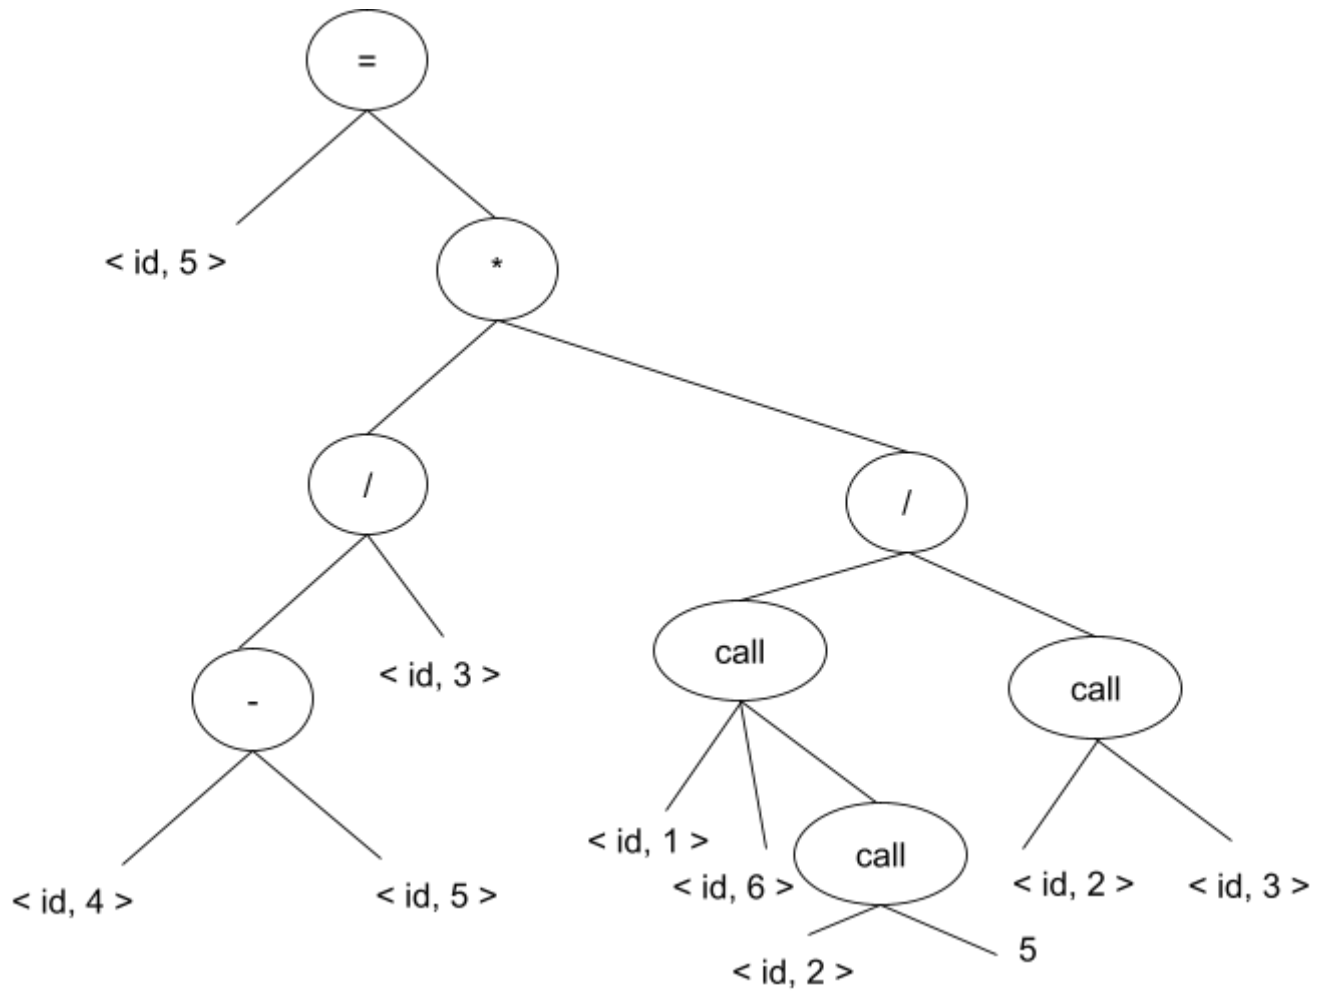 =
< id, 5 >
*
/
/
call
< id, 3 >
call
-
< id, 1 >
call
< id, 4 >
< id, 5 >
< id, 6 >
< id, 2 >
< id, 3 >
5
< id, 2 >